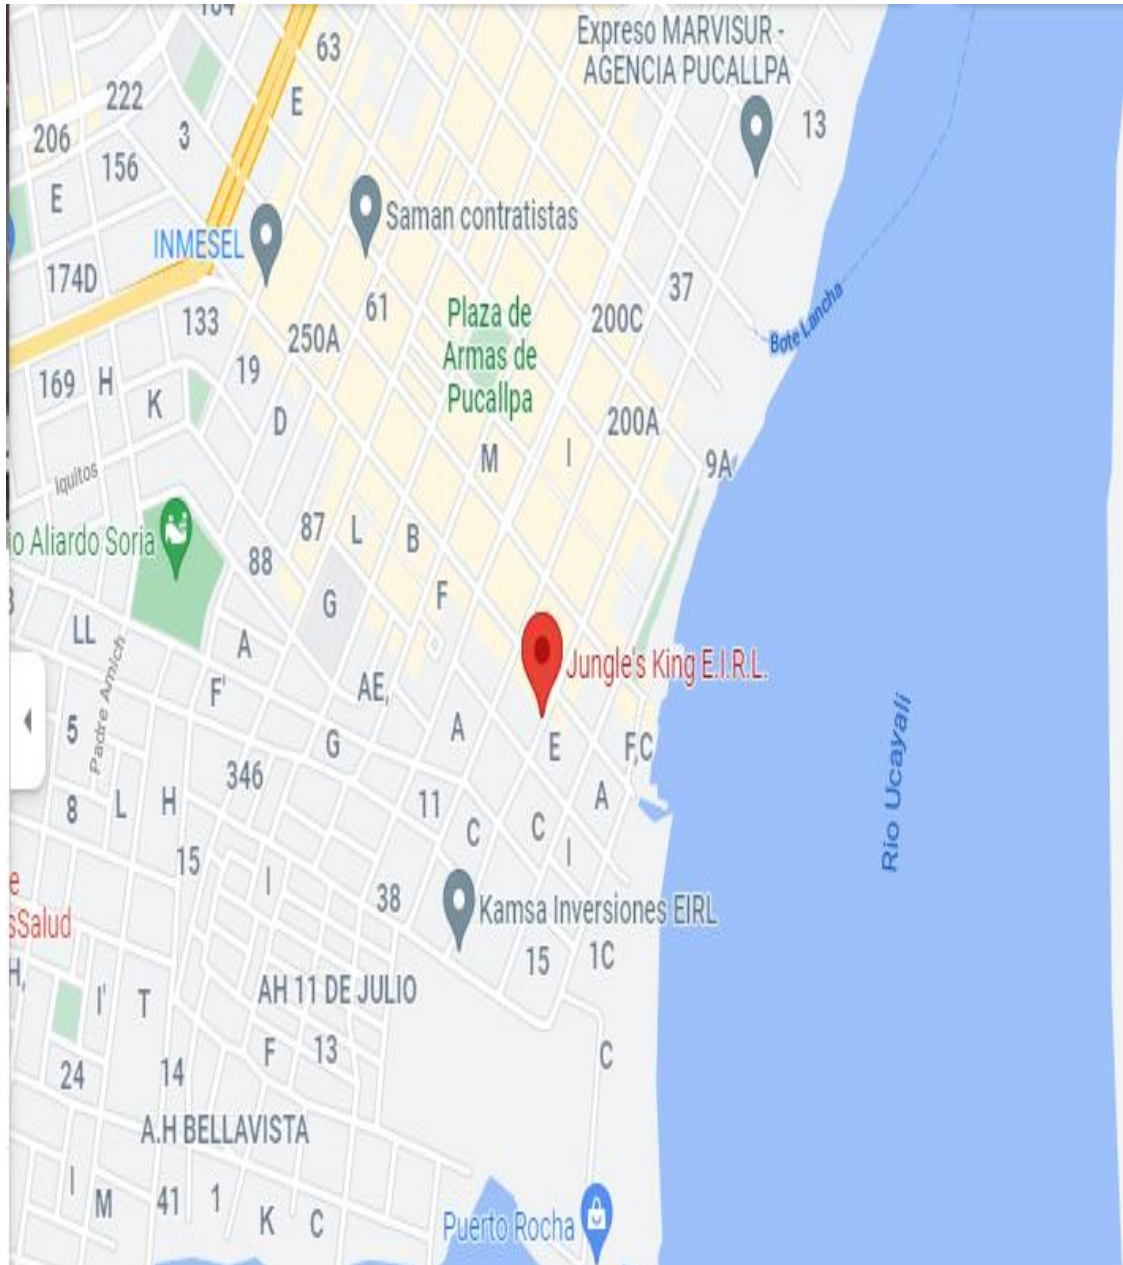 63
Expreso MARVISUR -
AGENCIA PUCALLPA
222
E
13
206
3
156
E
Saman contratistas
INMESEL
174D
37
61
Plaza de
Armas de
Pucallpa
200C
133
250A
Bote Lancha
19
169
H
K
D
200A
M
I
9A
Iquitos
87
L
B
io Aliardo Soria
88
G
F
LL
A
Padre Amich
Jungle's King E.I.R.L.
F'
AE,
5
A
G
E
F,C
Rio Ucayali
346
8
L
H
11
A
C
C
I
15
I
38
Kamsa Inversiones EIRL
e
sSalud
15
1C
H,
I'
T
AH 11 DE JULIO
F
13
C
24
14
A.H BELLAVISTA
I
M
41
1
K
C
Puerto Rocha